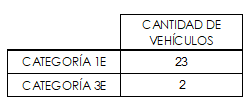 CANTIDAD DE
VEHÍCULOS
CATEGORÍA 1E 23
CATEGORÍA 3E 2